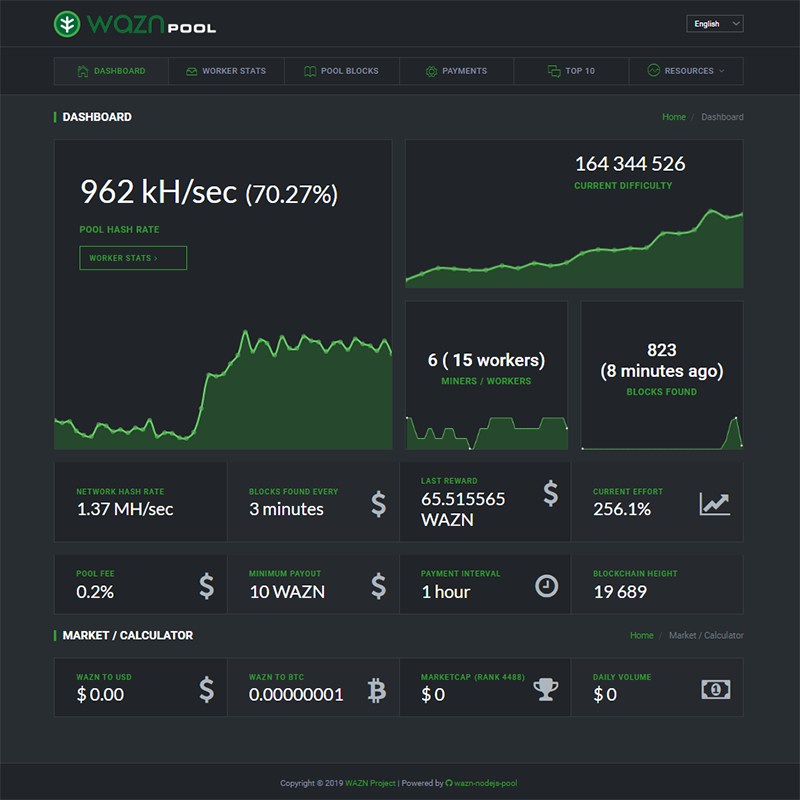 wazn POOL
English
DASHBOARD
WORKER STATS
POOL BLOCKS
PAYMENTS
TOP 10
RESOURCES
DASHBOARD
Home / Dashboard
962 kH/sec (70.27%)
POOL HASH RATE
WORKER STATS ›
164 344 526
CURRENT DIFFICULTY
6 ( 15 workers)
MINERS / WORKERS
823
(8 minutes ago)
BLOCKS FOUND
NETWORK HASH RATE
1.37 MH/sec
BLOCKS FOUND EVERY
3 minutes
LAST REWARD
65.515565
WAZN
CURRENT EFFORT
256.1%
POOL FEE
0.2%
MINIMUM PAYOUT
10 WAZN
PAYMENT INTERVAL
1 hour
BLOCKCHAIN HEIGHT
19 689
MARKET / CALCULATOR
Home / Market / Calculator
WAZN TO USD
$ 0.00
WAZN TO BTC
0.00000001
MARKETCAP (RANK 4488)
$ 0
DAILY VOLUME
$ 0
Copyright © 2019 WAZN Project | Powered by wazn-nodejs-pool